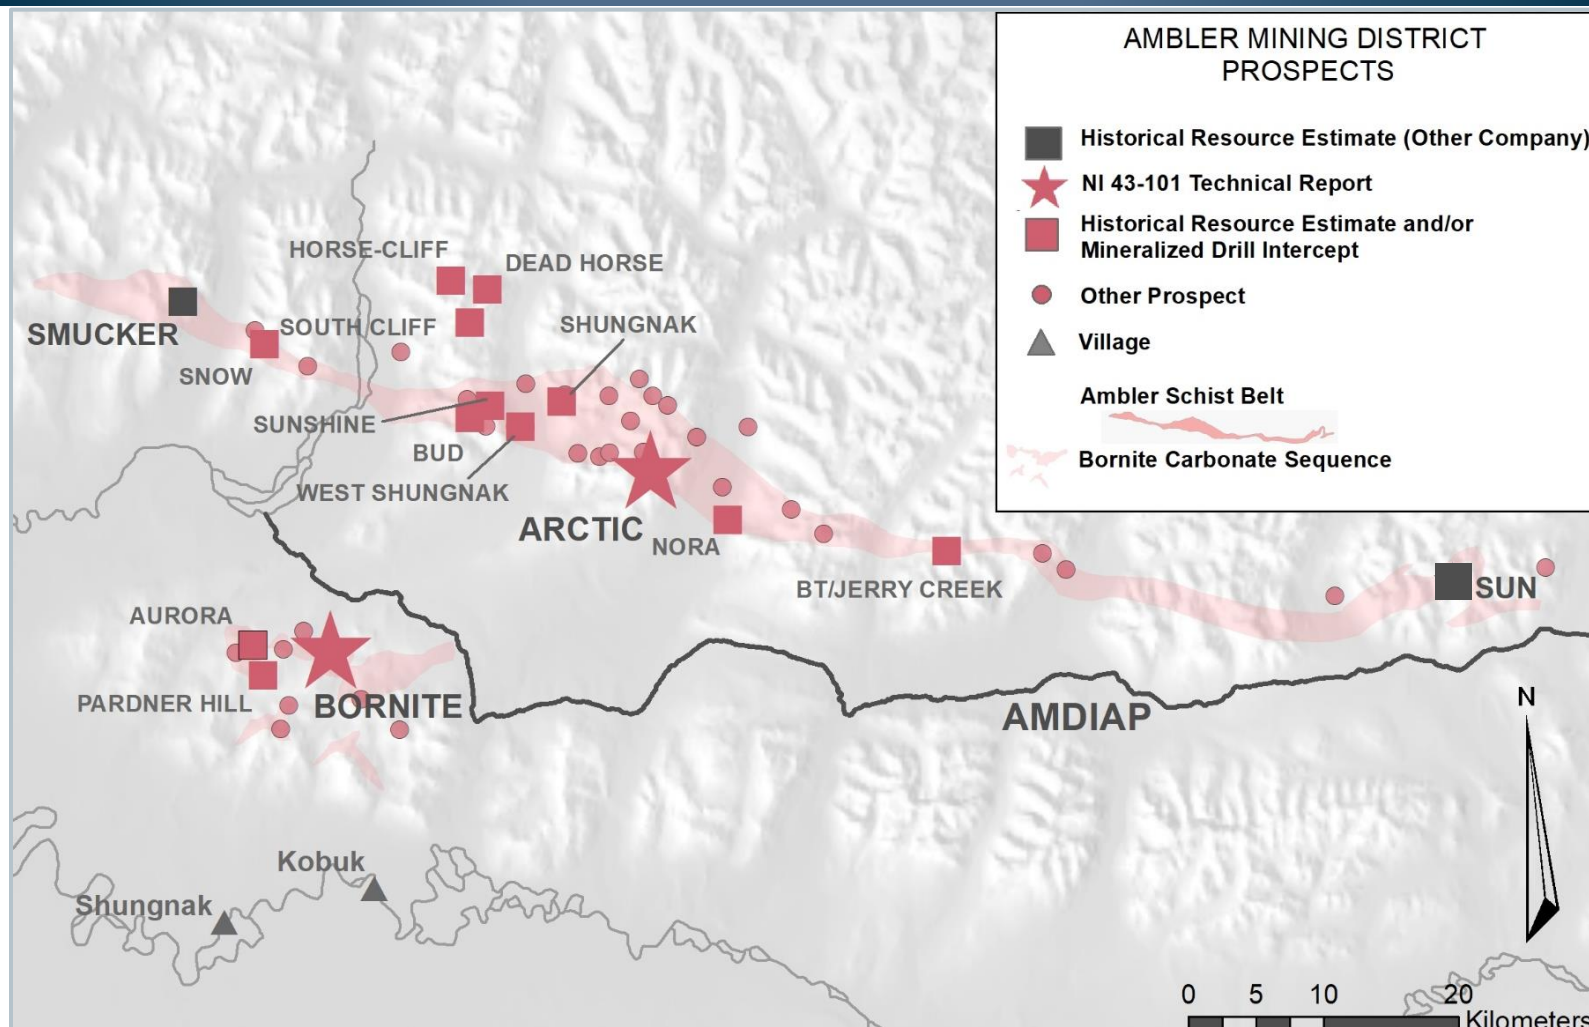 AMBLER MINING DISTRICT
PROSPECTS
Historical Resource Estimate (Other Company)
NI 43-101 Technical Report
Historical Resource Estimate and/or
Mineralized Drill Intercept
Other Prospect
Village
Ambler Schist Belt
Bornite Carbonate Sequence
HORSE-CLIFF
DEAD HORSE
SMUCKER
SOUTH CLIFF
SHUNGNAK
SNOW
SUNSHINE
BUD
WEST SHUNGNAK
ARCTIC
NORA
BT/JERRY CREEK
SUN
AURORA
PARDNER HILL
BORNITE
AMDIAP
N
Kobuk
Shungnak
0 5 10 20
Kilometers